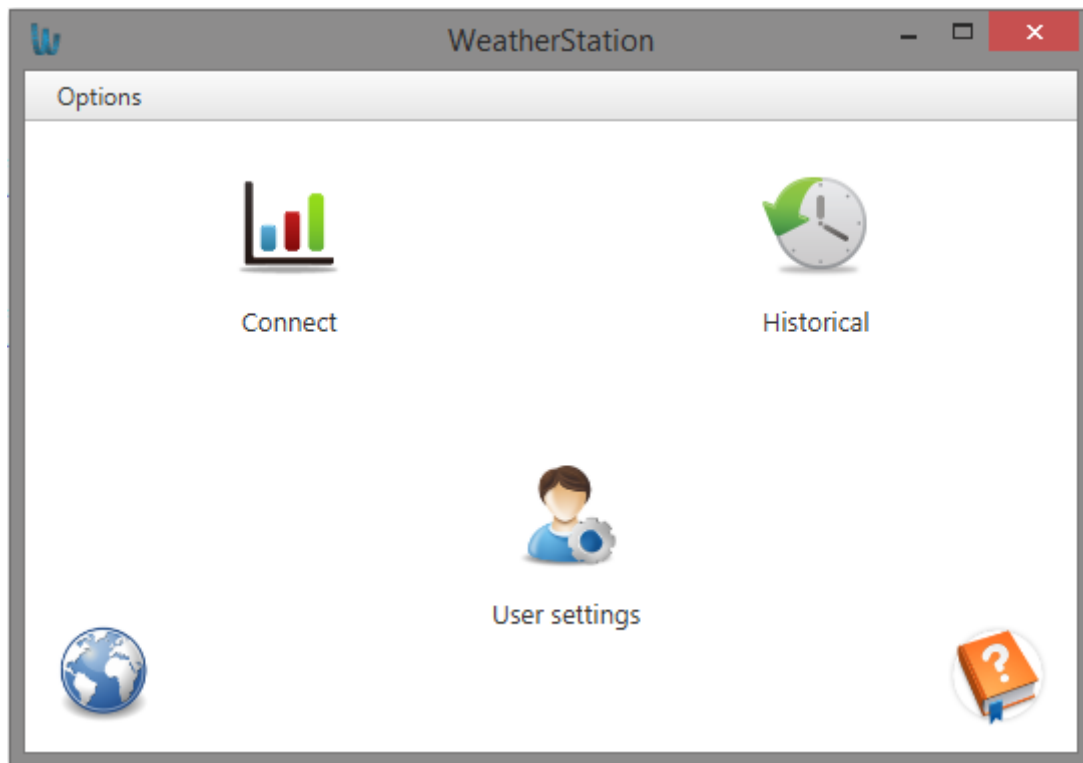 WeatherStation
Options
Connect
Historical
User settings